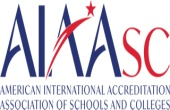 AIAASC
AMERICAN INTERNATIONAL ACCREDITATION
ASSOCIATION OF SCHOOLS AND COLLEGES